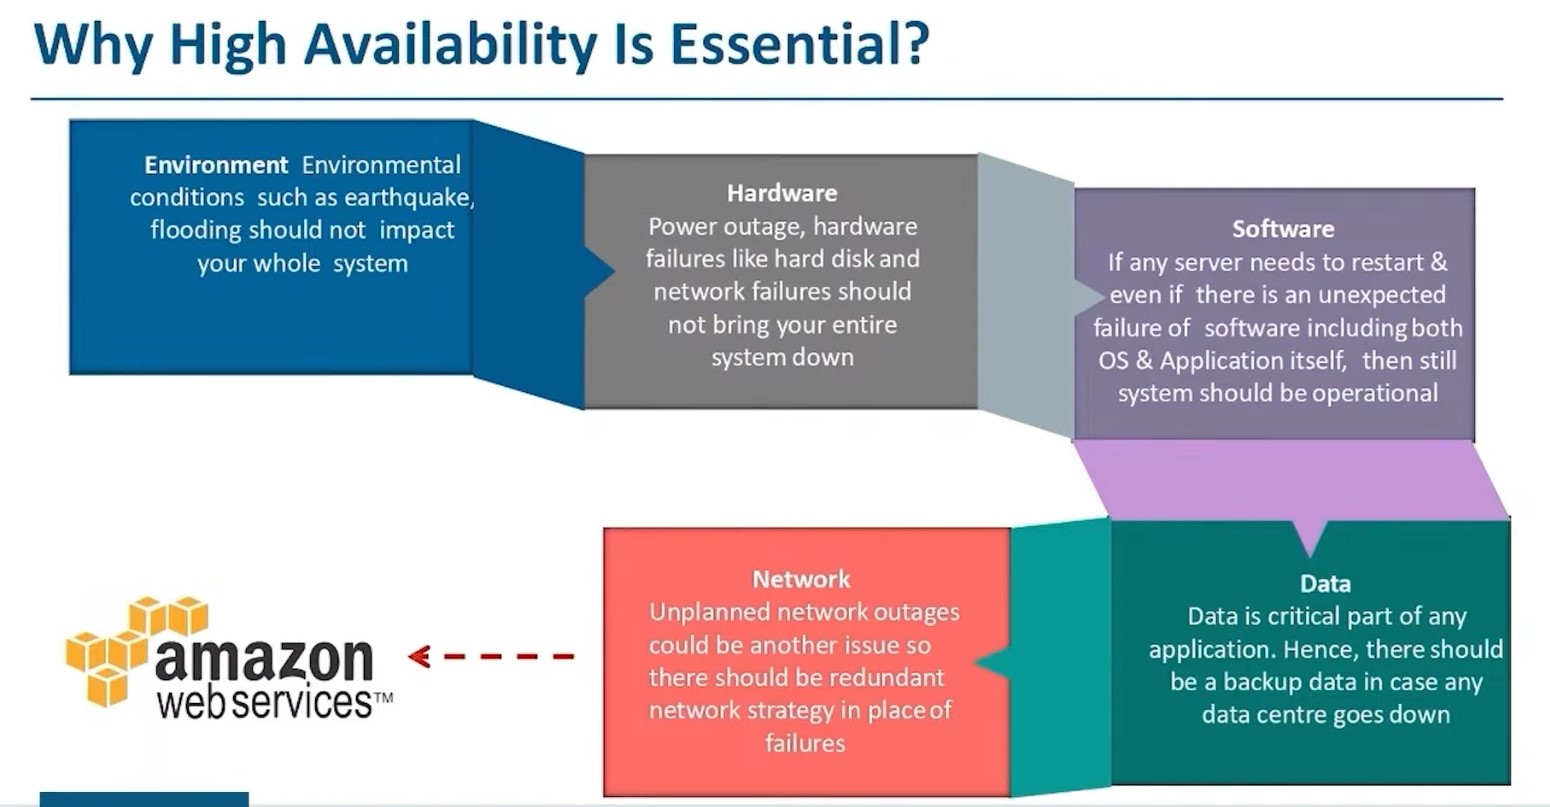 Why High Availability Is Essential?
Environment Environmental
conditions such as earthquake,
flooding should not impact
your whole system
Hardware
Power outage, hardware
failures like hard disk and
network failures should
not bring your entire
system down
Software
If any server needs to restart &
even if there is an unexpected
failure of software including both
OS & Application itself, then still
system should be operational
Data
Data is critical part of any
application. Hence, there should
be a backup data in case any
data centre goes down
Network
Unplanned network outages
could be another issue so
there should be redundant
network strategy in place of
failures
amazon
web services™